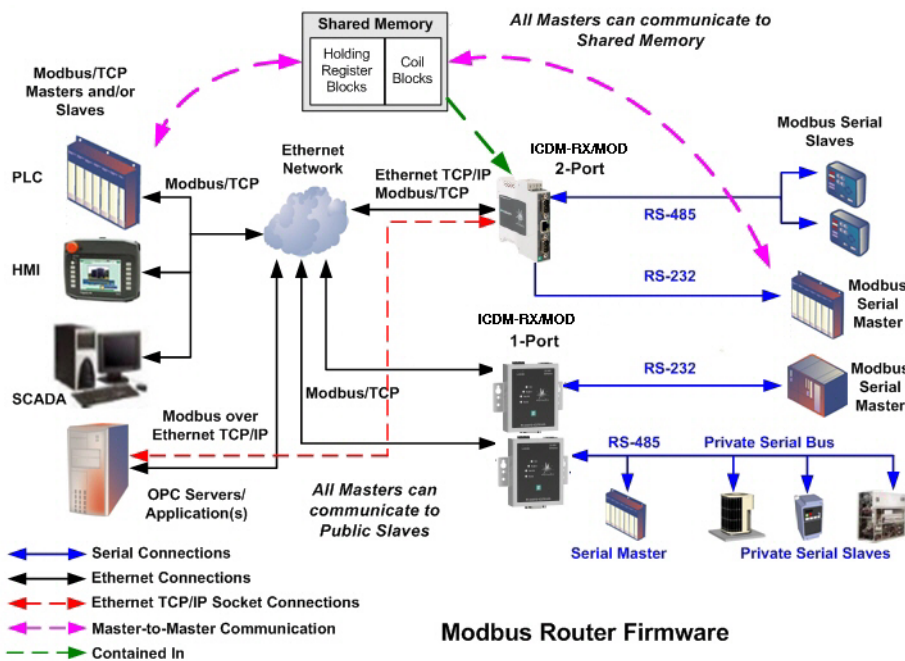 Shared Memory
Holding
Register
Blocks
Coil
Blocks
All Masters can communicate to
Shared Memory
Modbus/TCP
Masters and/or
Slaves
PLC
HMI
SCADA
Modbus/TCP
Ethernet
Network
Ethernet TCP/IP
Modbus/TCP
ICDM-RX/MOD
2-Port
Modbus Serial
Slaves
RS-485
RS-232
Modbus
Serial
Master
ICDM-RX/MOD
1-Port
Modbus/TCP
RS-232
Modbus
Serial
Master
Modbus over
Ethernet TCP/IP
OPC Servers/
Application(s)
All Masters can
communicate to
Public Slaves
RS-485
Private Serial Bus
Serial Master
Private Serial Slaves
Serial Connections
Ethernet Connections
Ethernet TCP/IP Socket Connections
Master-to-Master Communication
Contained In
Modbus Router Firmware